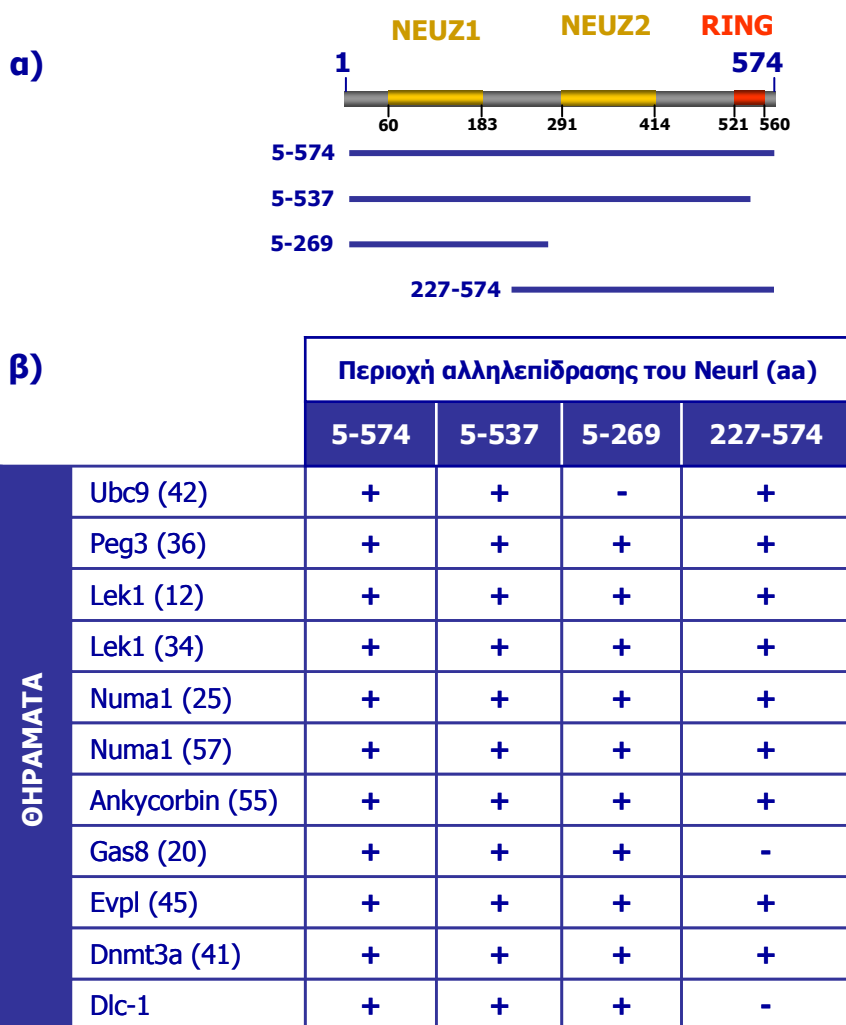 NEUZ1 NEUZ2 RING
α)
1 574
60 183 291 414 521 560
5-574
5-537
5-269
227-574
β)
Περιοχή αλληλεπίδρασης του Neurl (aa)
5-574 5-537 5-269 227-574
ΘΗΡΑΜΑΤΑ
Ubc9 (42) + + - +
Peg3 (36) + + + +
Lek1 (12) + + + +
Lek1 (34) + + + +
Numa1 (25) + + + +
Numa1 (57) + + + +
Ankycorbin (55) + + + +
Gas8 (20) + + + -
Evpl (45) + + + +
Dnmt3a (41) + + + +
Dlc-1 + + + -